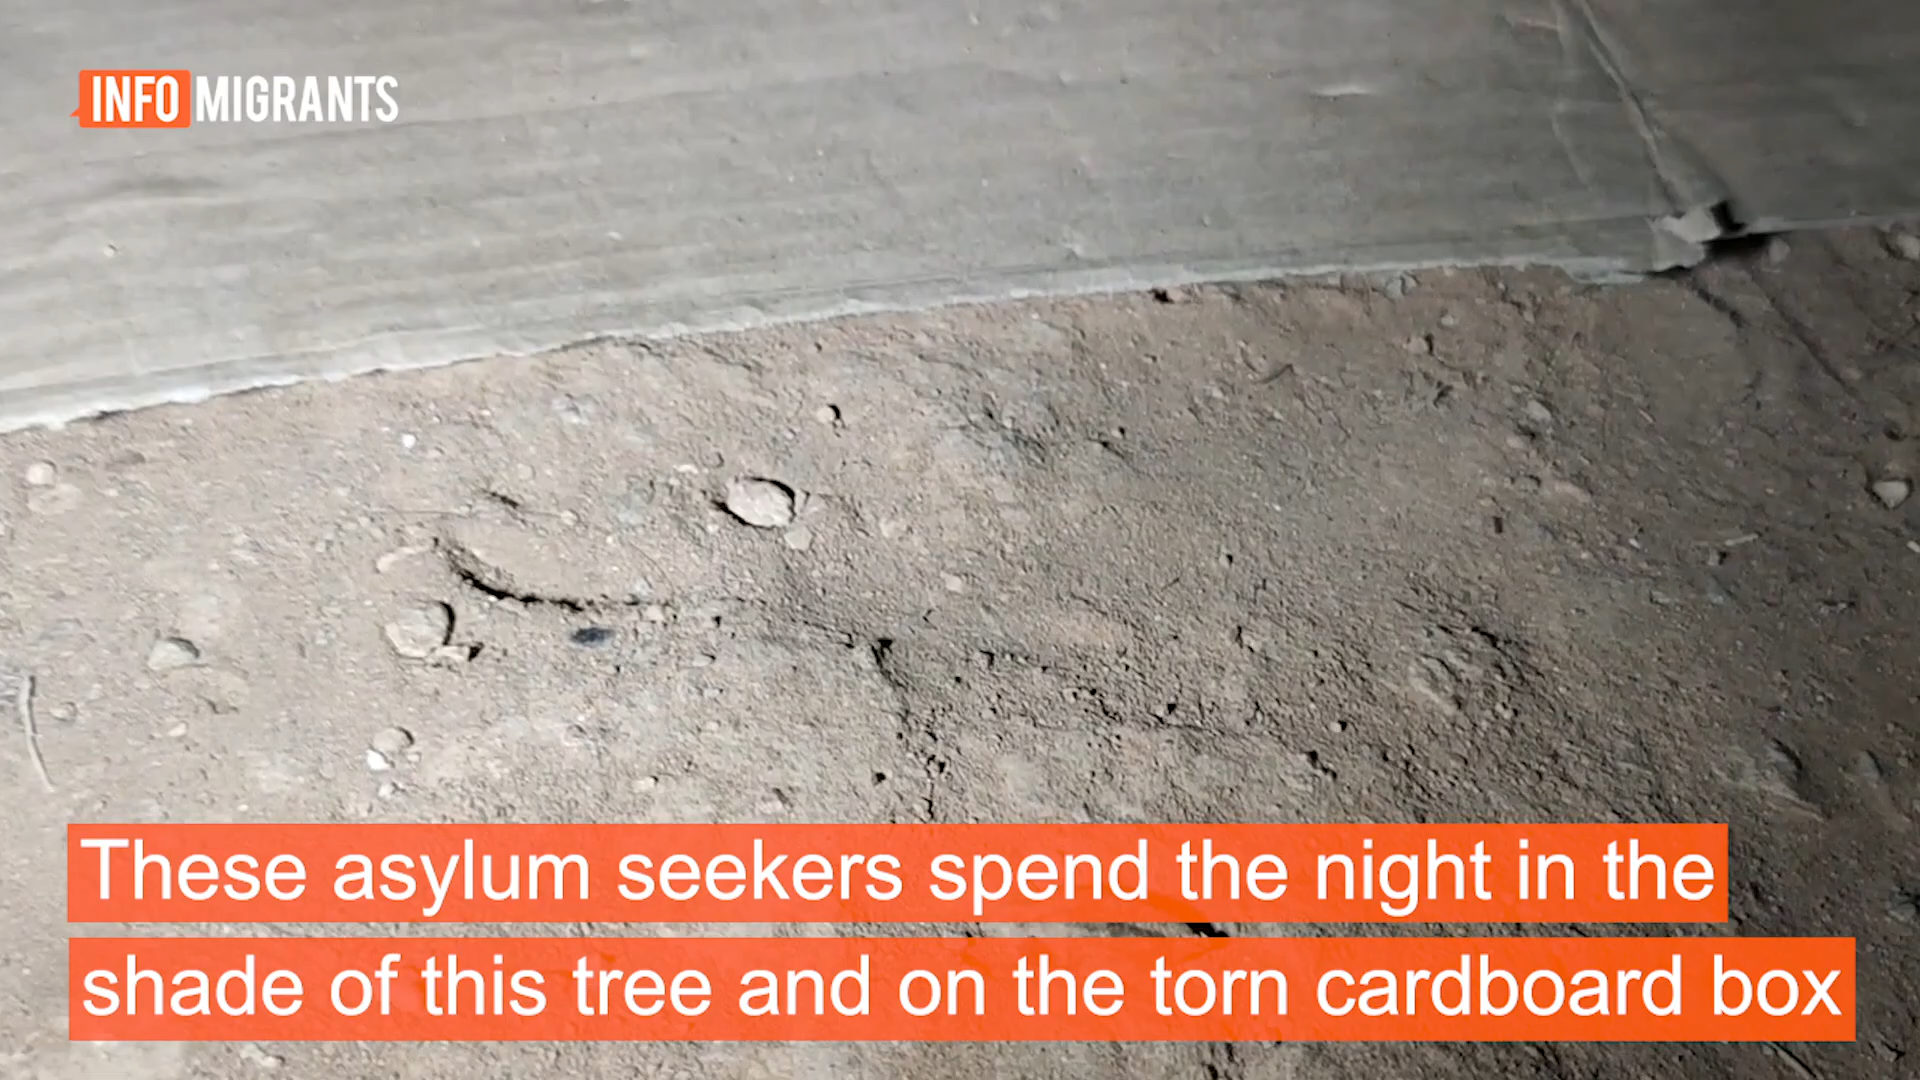 INFO MIGRANTS
These asylum seekers spend the night in the
shade of this tree and on the torn cardboard box